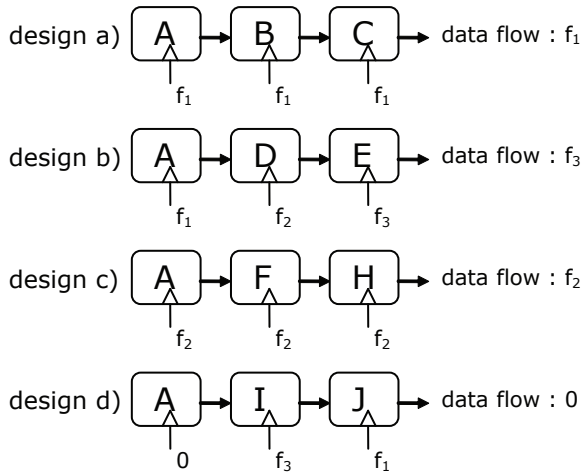 design a) A B C data flow : f₁
f₁ f₁ f₁
design b) A D E data flow : f₃
f₁ f₂ f₃
design c) A F H data flow : f₂
f₂ f₂ f₂
design d) A I J data flow : 0
0 f₃ f₁